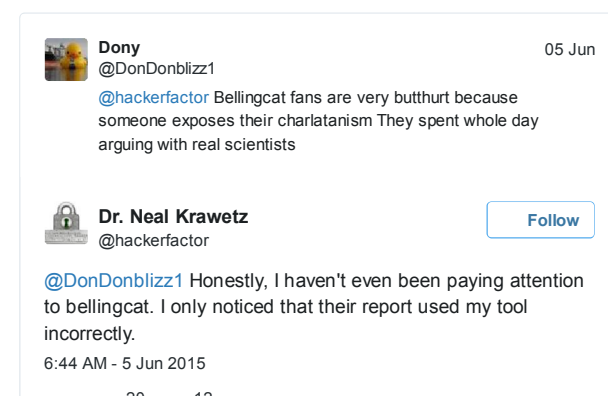 Dony
05 Jun
@DonDonblizz1
@hackerfactor Bellingcat fans are very butthurt because
someone exposes their charlatanism They spent whole day
arguing with real scientists
Dr. Neal Krawetz
Follow
@hackerfactor
@DonDonblizz1 Honestly, I haven't even been paying attention
to bellingcat. I only noticed that their report used my tool
incorrectly.
6:44 AM - 5 Jun 2015